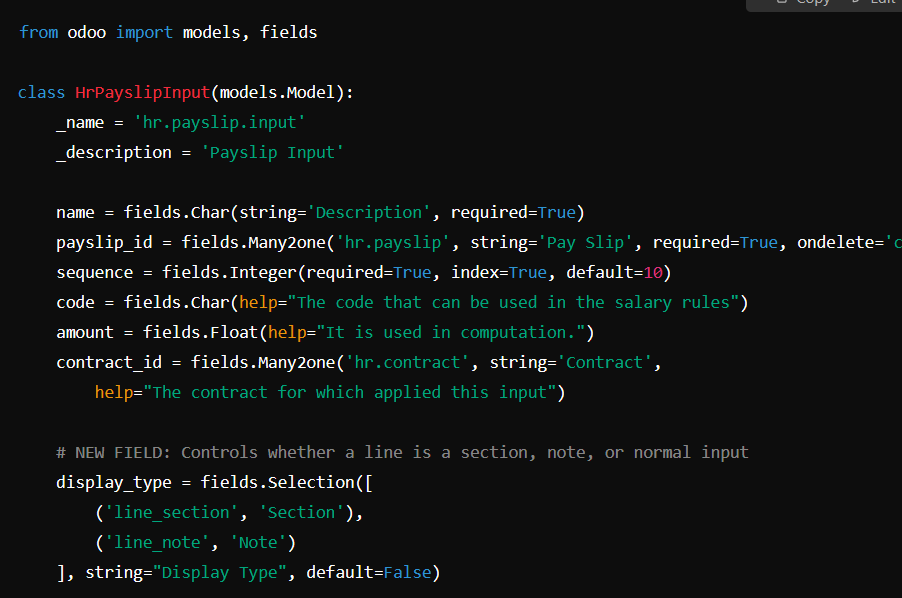 Copy Edit
from odoo import models, fields
class HrPayslipInput(models.Model):
_name = 'hr.payslip.input'
_description = 'Payslip Input'
name = fields.Char(string='Description', required=True)
payslip_id = fields.Many2one('hr.payslip', string='Pay Slip', required=True, ondelete='c
sequence = fields.Integer(required=True, index=True, default=10)
code = fields.Char(help="The code that can be used in the salary rules")
amount = fields.Float(help="It is used in computation.")
contract_id = fields.Many2one('hr.contract', string='Contract',
help="The contract for which applied this input")
# NEW FIELD: Controls whether a line is a section, note, or normal input
display_type = fields.Selection([
('line_section', 'Section'),
('line_note', 'Note')
], string="Display Type", default=False)